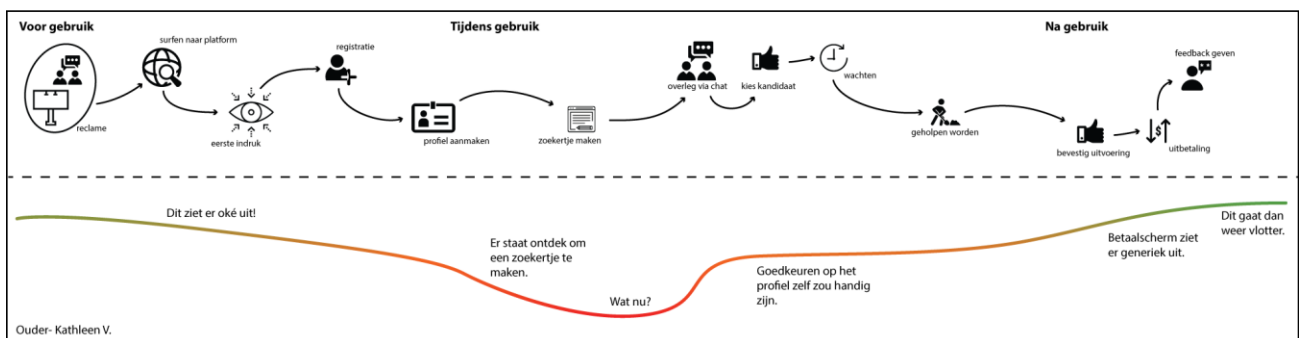 Voor gebruik
Tijdens gebruik
Na gebruik
reclame
surfen naar platform
eerste indruk
registratie
profiel aanmaken
zoekertje maken
overleg via chat
kies kandidaat
wachten
geholpen worden
bevestig uitvoering
$
uitbetaling
feedback geven
Dit ziet er oké uit!
Er staat ontdek om
een zoekertje te
maken.
Wat nu?
Goedkeuren op het
profiel zelf zou handig
zijn.
Betaalscherm ziet
er generiek uit.
Dit gaat dan
weer vlotter.
Ouder- Kathleen V.